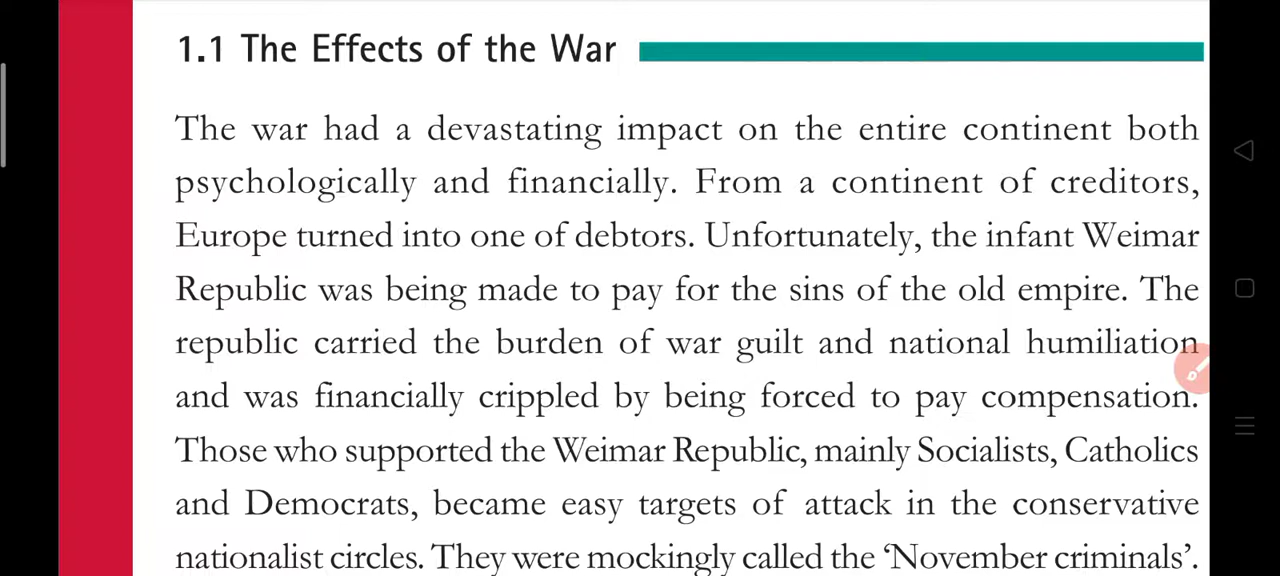 1.1 The Effects of the War
The war had a devastating impact on the entire continent both
psychologically and financially. From a continent of creditors,
Europe turned into one of debtors. Unfortunately, the infant Weimar
Republic was being made to pay for the sins of the old empire. The
republic carried the burden of war guilt and national humiliation
and was financially crippled by being forced to pay compensation.
Those who supported the Weimar Republic, mainly Socialists, Catholics
and Democrats, became easy targets of attack in the conservative
nationalist circles. They were mockingly called the ‘November criminals’.